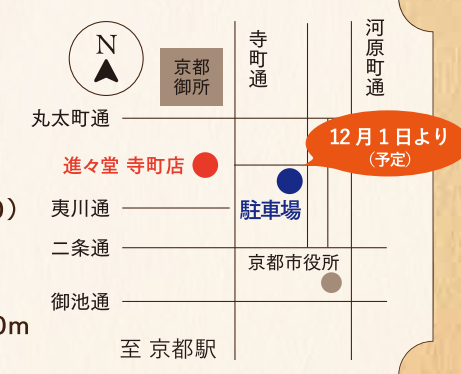 N
京都
御所
寺町通
河原町通
丸太町通
12月1日より
(予定)
進々堂 寺町店
)
夷川通
駐車場
二条通
京都市役所
御池通
0m
至 京都駅